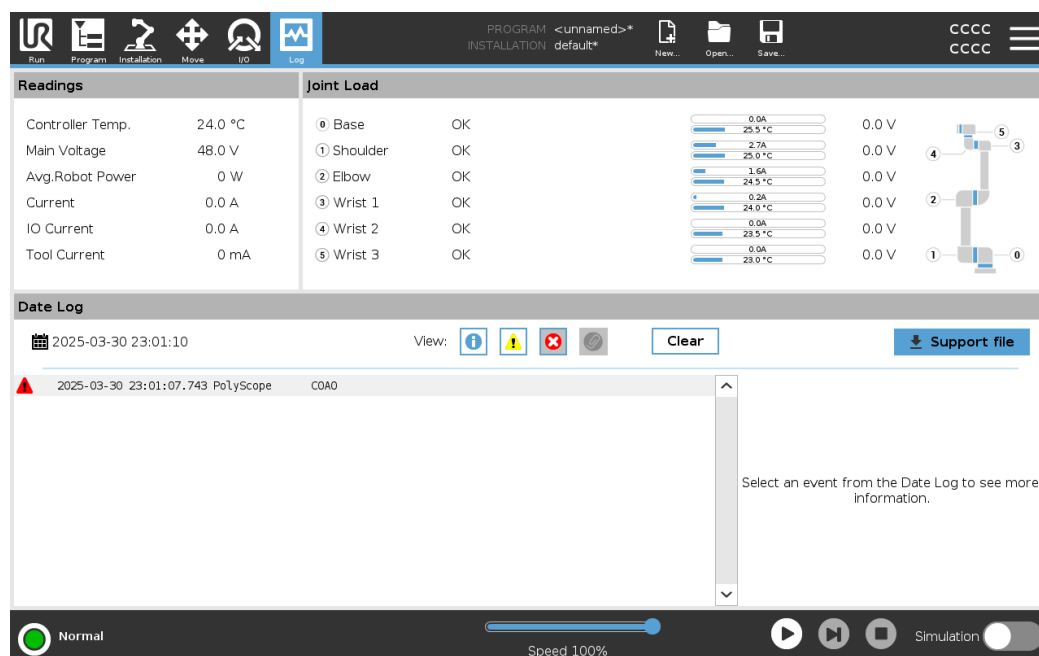 PROGRAM <unnamed>*
INSTALLATION default*
cccc
cccc
UR
Run Program Installation Move I/O Log New... Open... Save...
Readings
Joint Load
Controller Temp. 24.0 °C
Main Voltage 48.0 V
Avg.Robot Power 0 W
Current 0.0 A
IO Current 0.0 A
Tool Current 0 mA
0 Base OK 0.0A 25.5 °C 0.0 V
1 Shoulder OK 2.7A 25.0 °C 0.0 V
2 Elbow OK 1.6A 24.5 °C 0.0 V
3 Wrist 1 OK 0.2A 24.0 °C 0.0 V
4 Wrist 2 OK 0.0A 23.5 °C 0.0 V
5 Wrist 3 OK 0.0A 23.0 °C 0.0 V
5
3
4
2
1
0
Date Log
2025-03-30 23:01:10 View: Clear Support file
2025-03-30 23:01:07.743 PolyScope C0A0
Select an event from the Date Log to see more
information.
Normal
Speed 100%
Simulation